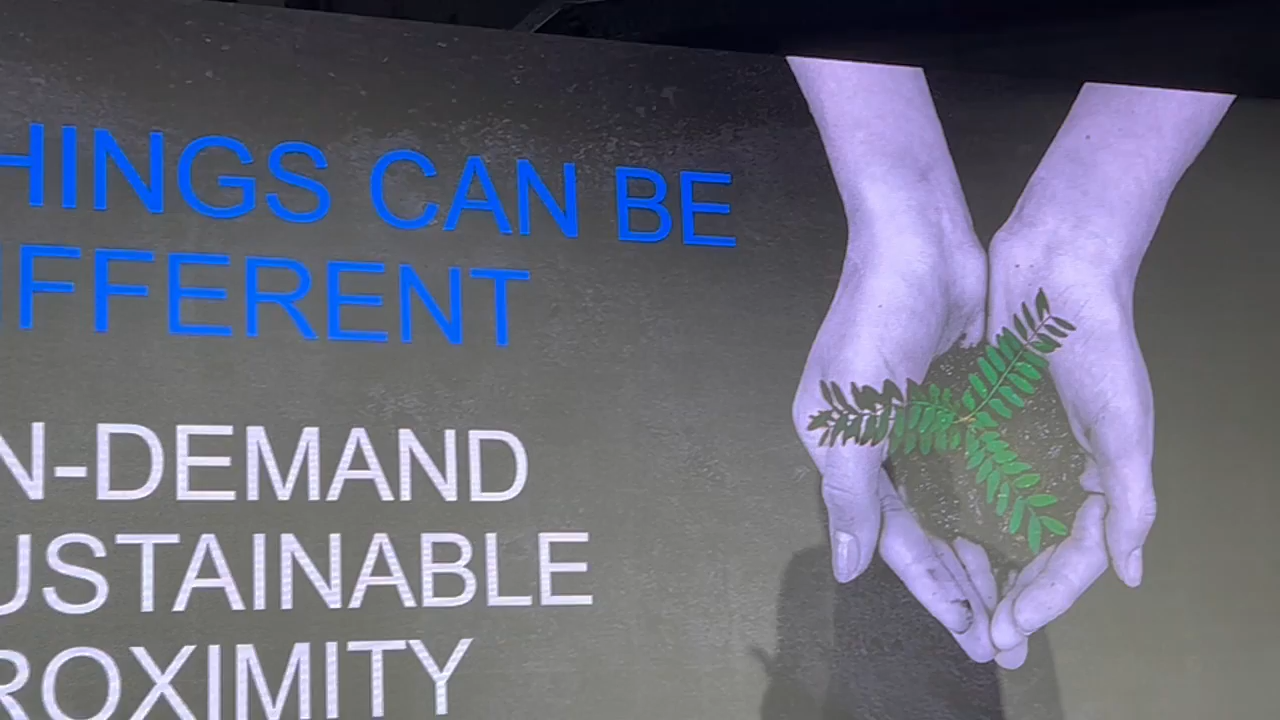 HINGS CAN BE
IFFERENT
N-DEMAND
USTAINABLE
ROXIMITY